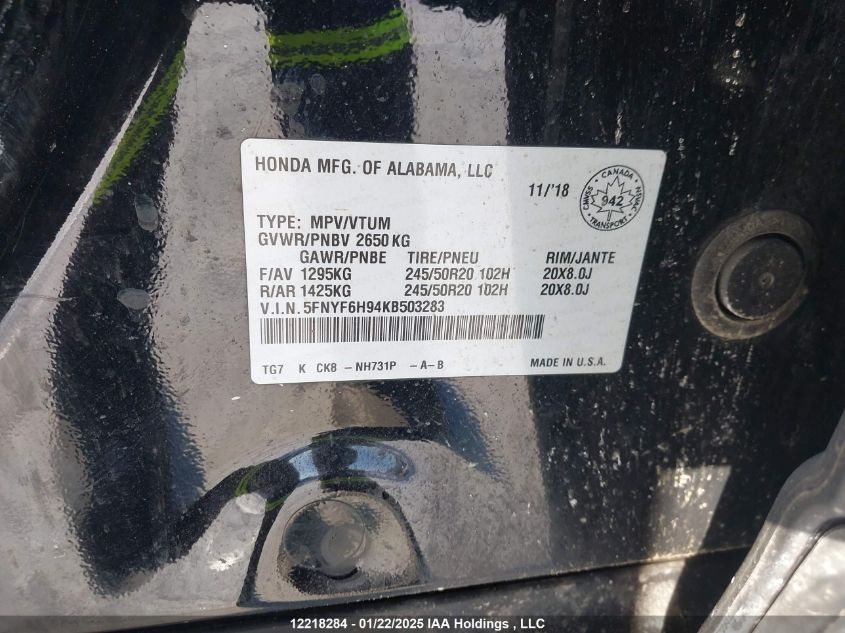 HONDA MFG. OF ALABAMA, LLC
11/'18
CANADA
CMVSS 942 NSVAC
TRANSPORT
TYPE: MPV/VTUM
GVWR/PNBV 2650 KG
GAWR/PNBE TIRE/PNEU RIM/JANTE
F/AV 1295KG 245/50R20 102H 20X8.0J
R/AR 1425KG 245/50R20 102H 20X8.0J
V.I.N. 5FNYF6H94KB503283
TG7 K CK8 - NH731P - A - B MADE IN U.S.A.
12218284 - 01/22/2025 IAA Holdings , LLC